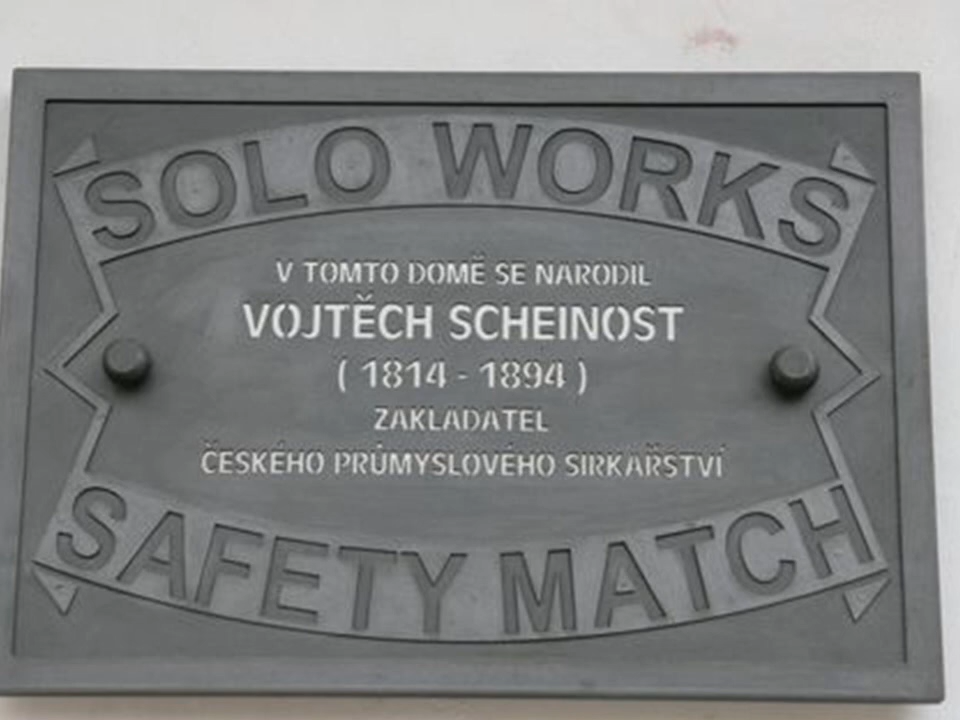 SOLO WORKS
V TOMTO DOMĚ SE NARODIL
VOJTĚCH SCHEINOST
( 1814 - 1894 )
ZAKLADATEL
ČESKÉHO PRŮMYSLOVÉHO SIRKAŘSTVÍ
SAFETY MATCH